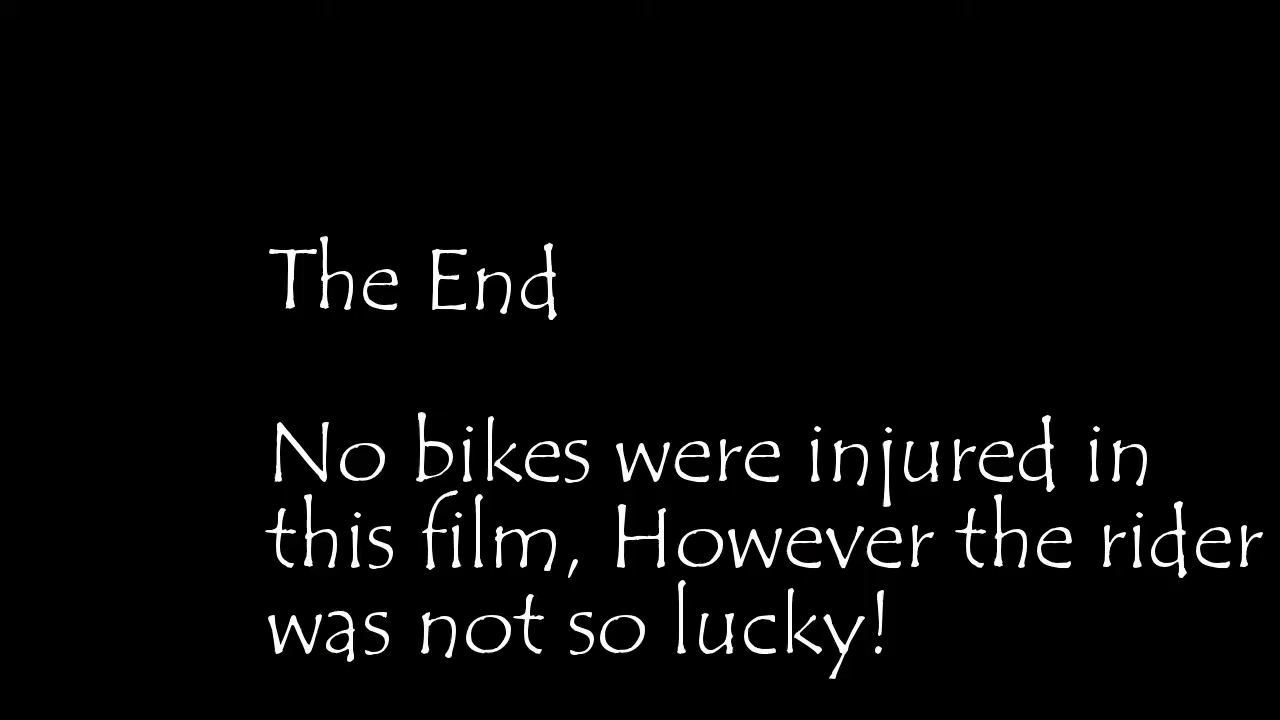 The End
No bikes were injured in
this film, However the rider
was not so lucky!